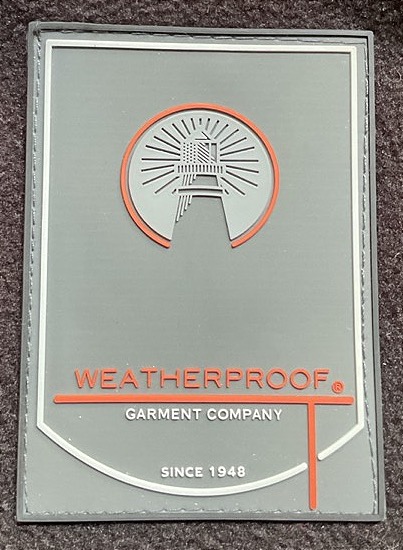 WEATHERPROOF®
GARMENT COMPANY
SINCE 1948